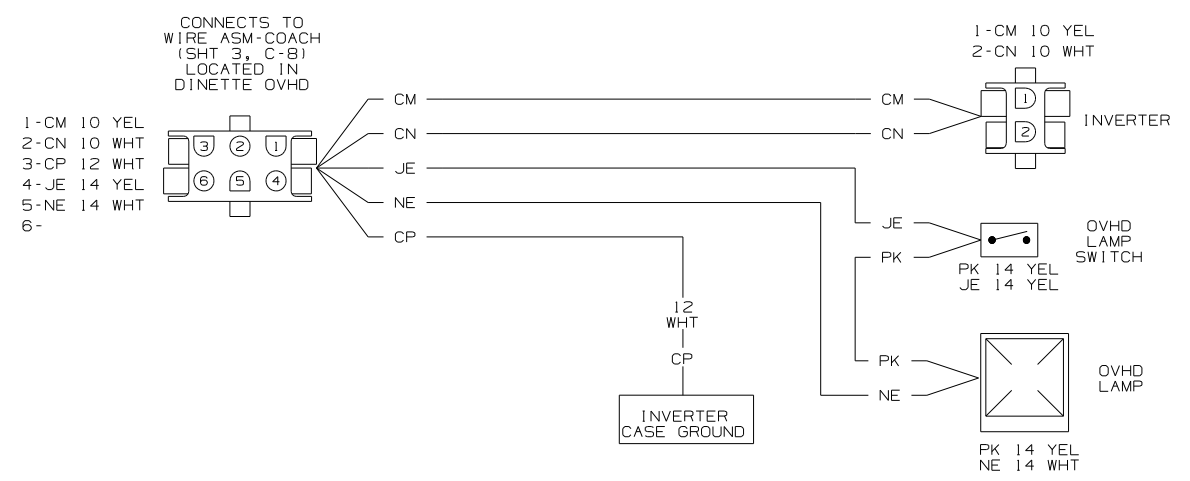 CONNECTS TO
WIRE ASM-COACH
(SHT 3, C-8)
LOCATED IN
DINETTE OVHD
1-CM 10 YEL
2-CN 10 WHT
3-CP 12 WHT
4-JE 14 YEL
5-NE 14 WHT
6-
3 2 1
6 5 4
CM
CN
JE
NE
CP
12
WHT
CP
INVERTER
CASE GROUND
1-CM 10 YEL
2-CN 10 WHT
CM
CN
1
2
INVERTER
JE
PK
OVHD
LAMP
SWITCH
PK 14 YEL
JE 14 YEL
PK
NE
OVHD
LAMP
PK 14 YEL
NE 14 WHT